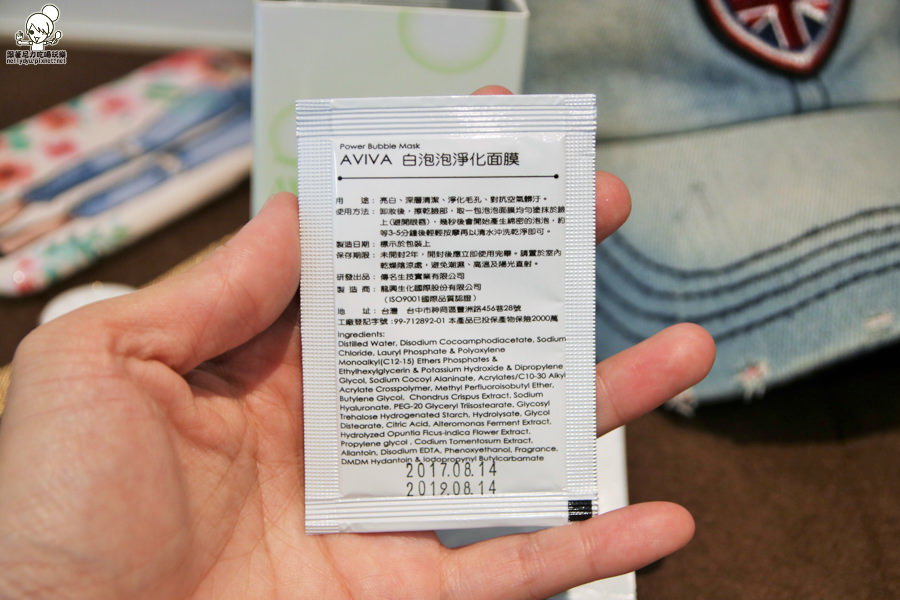 跟著尼力吃喝玩樂
nellydyu.pixnet.net
Power Bubble Mask
AVIVA 白泡泡淨化面膜
用 途：亮白、深層清潔、淨化毛孔、對抗空氣髒汙。
使用方法：卸妝後，擦乾臉部，取一包泡泡面膜均勻塗抹於臉
上(避開眼器)，幾秒後會開始產生綿密的泡泡，約
等3-5分鐘後輕輕按摩再以清水沖洗乾淨即可。
製造日期：標示於包裝上
保存期限：未開封2年，開封後應立即使用完畢。請置於室內
乾燥陰涼處，避免潮濕、高溫及陽光直射。
研發出品：傳名生技實業有限公司
製 造 商：龍興生化國際股份有限公司
（ISO9001國際品質認證）
地 址：台灣 台中市神岡區豐洲路456巷28號
工廠登記字號：99-712892-01 本產品已投保產物保險2000萬
Ingredients:
Distilled Water, Disodium Cocoamphodiacetate, Sodium
Chloride, Lauryl Phosphate & Polyoxylene
Monoalkyl(C12-15) Ethers Phosphates &
Ethylhexylglycerin & Potassium Hydroxide & Dipropylene
Glycol, Sodium Cocoyl Alaninate, Acrylates/C10-30 Alkyl
Acrylate Crosspolymer, Methyl Perfluoroisobutyl Ether,
Butylene Glycol, Chondrus Crispus Extract, Sodium
Hyaluronate, PEG-20 Glyceryl Triisostearate, Glycosyl
Trehalose Hydrogenated Starch, Hydrolysate, Glycol
Distearate, Citric Acid, Alteromonas Ferment Extract,
Hydrolyzed Opuntia Ficus-indica Flower Extract,
Propylene glycol , Codium Tomentosum Extract,
Allantoin, Disodium EDTA, Phenoxyethanol, Fragrance,
DMDM Hydantoin & Iodopropynyl Butylcarbamate
2017.08.14
2019.08.14